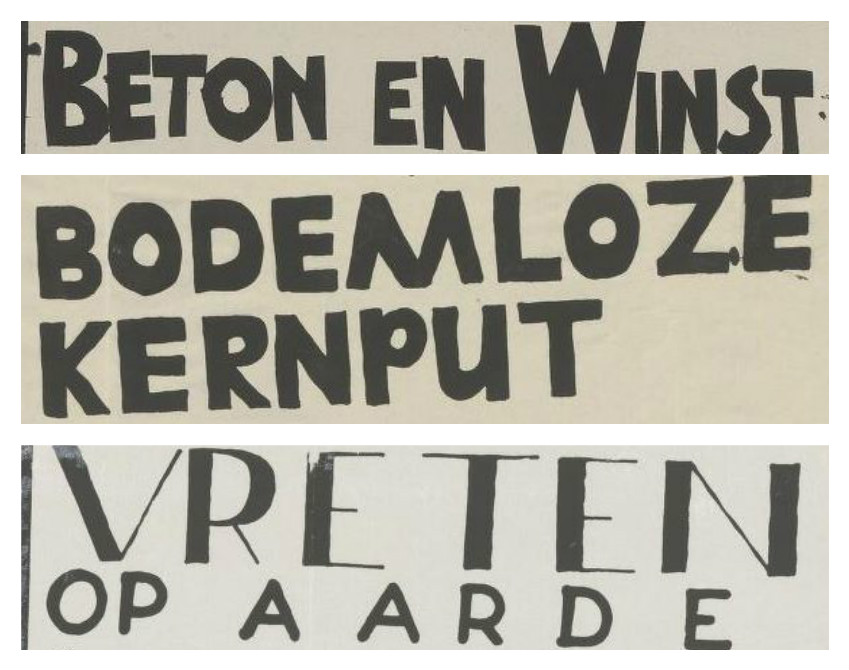 BETON EN WINST
BODEMLOZE
KERNPUT
VRETEN
OP AARDE